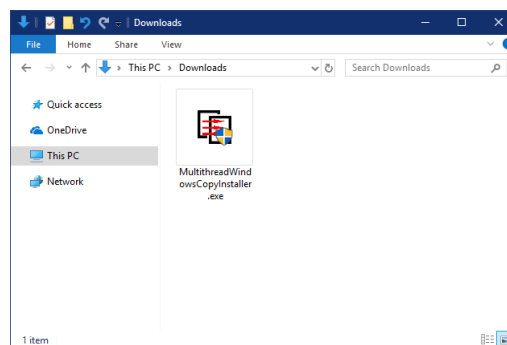 Downloads
File Home Share View
This PC Downloads Search Downloads
Quick access
OneDrive
This PC
Network
MultithreadWind
owsCopyInstaller
.exe
1 item